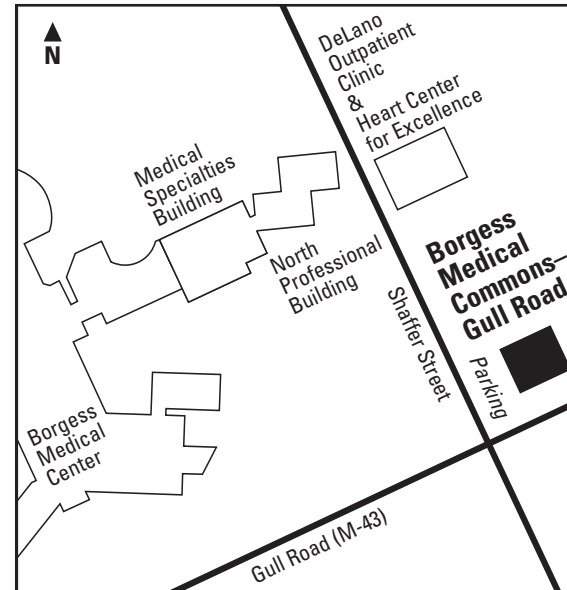 N
DeLano
Outpatient
Clinic
&
Heart Center
for Excellence
Medical
Specialties
Building
North
Professional
Building
Borgess
Medical
Commons—
Gull Road
Shaffer Street
Parking
Borgess
Medical
Center
Gull Road (M-43)